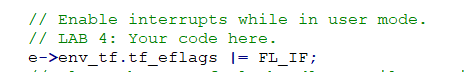 // Enable interrupts while in user mode.
// LAB 4: Your code here.
e->env_tf.tf_eflags |= FL_IF;